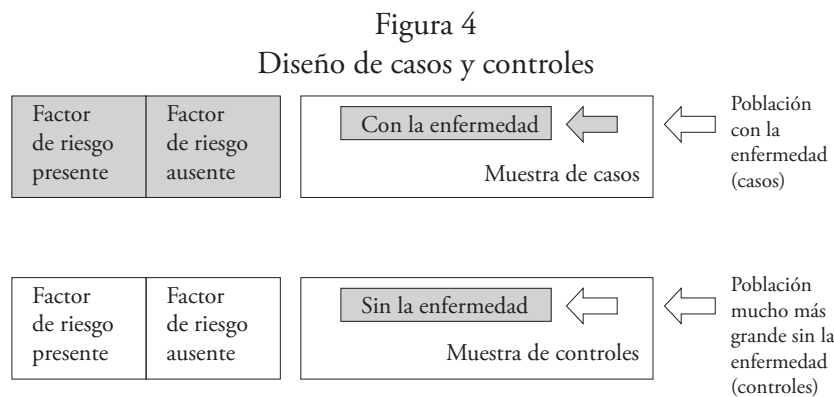 Figura 4
Diseño de casos y controles
Factor
de riesgo
presente
Factor
de riesgo
ausente
Con la enfermedad
Muestra de casos
Población
con la
enfermedad
(casos)
Factor
de riesgo
presente
Factor
de riesgo
ausente
Sin la enfermedad
Muestra de controles
Población
mucho más
grande sin la
enfermedad
(controles)